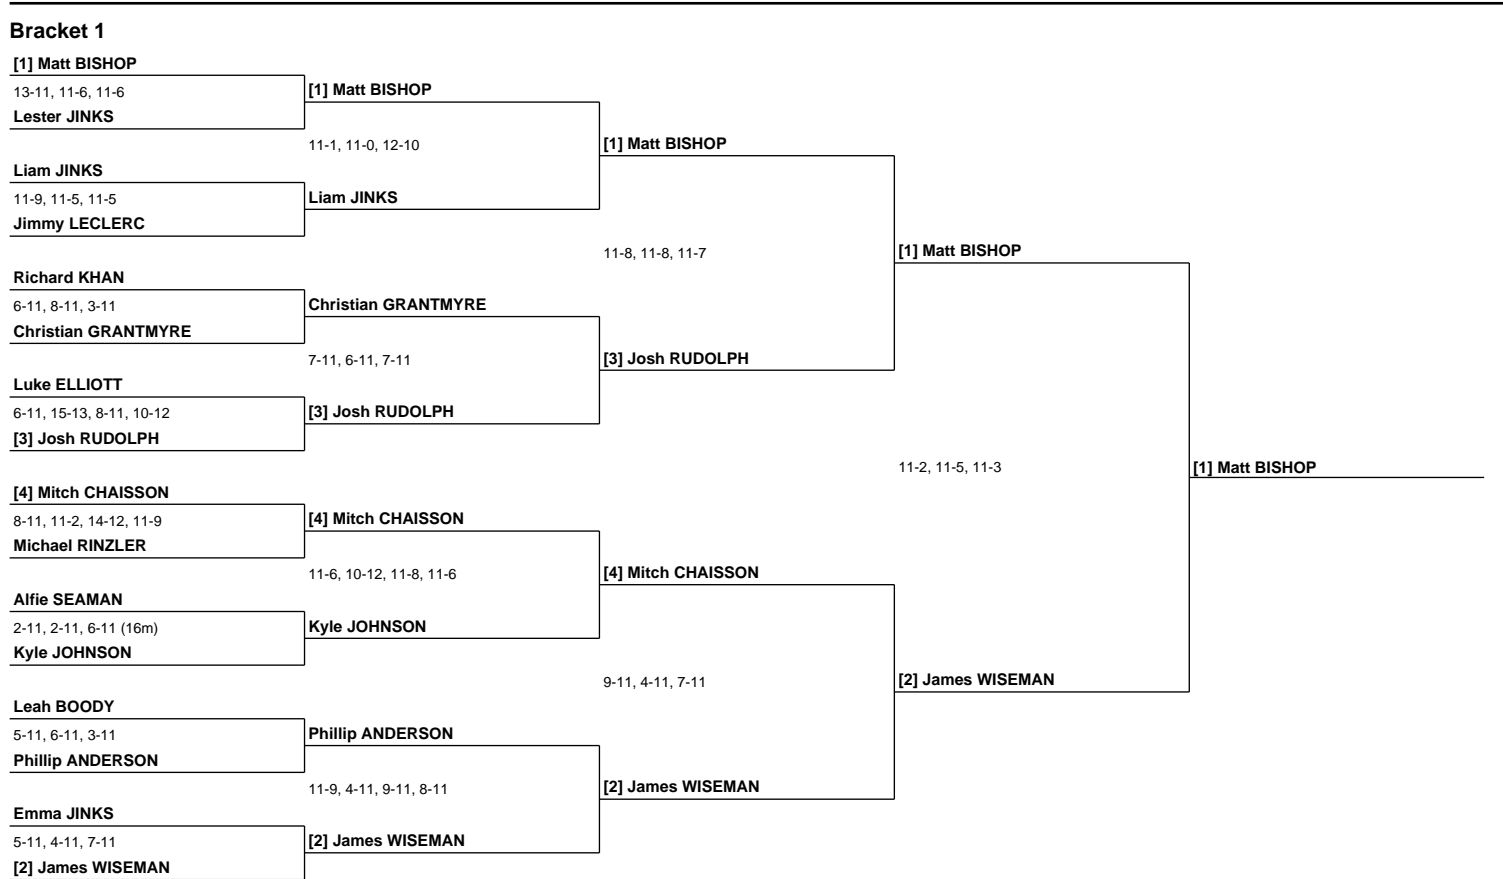 Bracket 1
[1] Matt BISHOP
13-11, 11-6, 11-6
Lester JINKS
Liam JINKS
11-9, 11-5, 11-5
Jimmy LECLERC
Richard KHAN
6-11, 8-11, 3-11
Christian GRANTMYRE
Luke ELLIOTT
6-11, 15-13, 8-11, 10-12
[3] Josh RUDOLPH
[4] Mitch CHAISSON
8-11, 11-2, 14-12, 11-9
Michael RINZLER
Alfie SEAMAN
2-11, 2-11, 6-11 (16m)
Kyle JOHNSON
Leah BOODY
5-11, 6-11, 3-11
Phillip ANDERSON
Emma JINKS
5-11, 4-11, 7-11
[2] James WISEMAN
[1] Matt BISHOP
11-1, 11-0, 12-10
Liam JINKS
Christian GRANTMYRE
7-11, 6-11, 7-11
[3] Josh RUDOLPH
[4] Mitch CHAISSON
11-6, 10-12, 11-8, 11-6
Kyle JOHNSON
Phillip ANDERSON
11-9, 4-11, 9-11, 8-11
[2] James WISEMAN
[1] Matt BISHOP
11-8, 11-8, 11-7
[3] Josh RUDOLPH
[4] Mitch CHAISSON
9-11, 4-11, 7-11
[2] James WISEMAN
[1] Matt BISHOP
11-2, 11-5, 11-3
[2] James WISEMAN
[1] Matt BISHOP